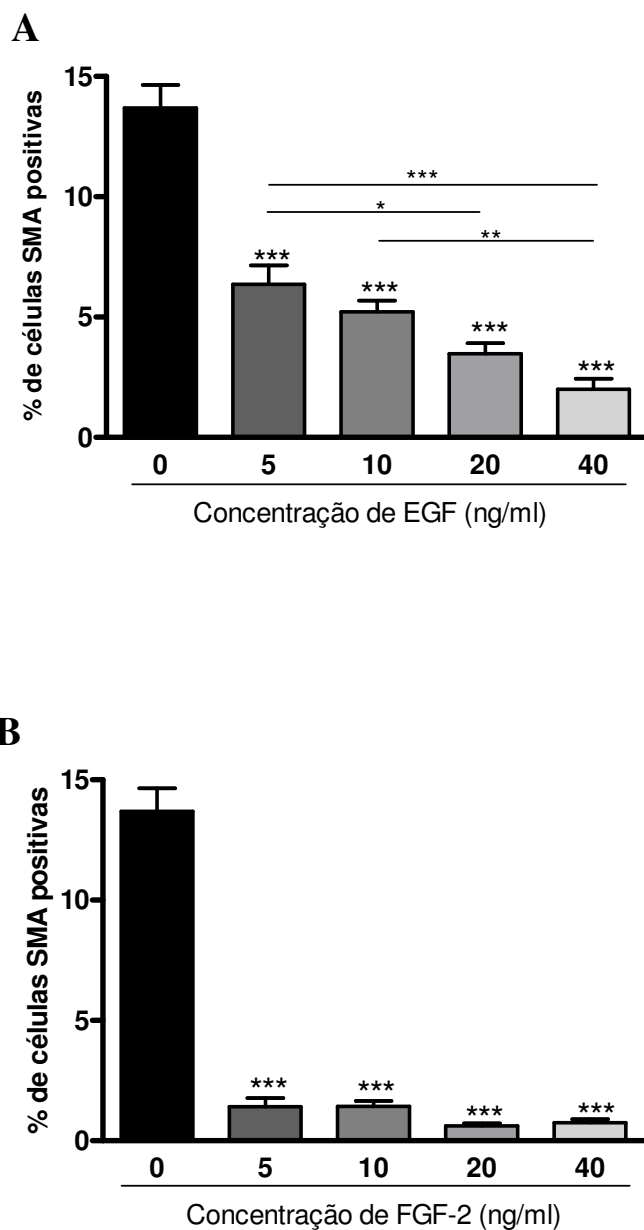 A
% de células SMA positivas
15
10
5
0
***
*
**
***
***
***
***
0 5 10 20 40
Concentração de EGF (ng/ml)
B
% de células SMA positivas
15
10
5
0
***
***
***
***
0 5 10 20 40
Concentração de FGF-2 (ng/ml)